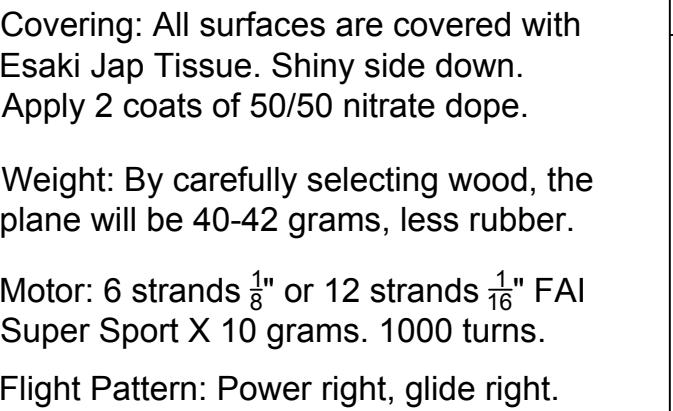 Covering: All surfaces are covered with
Esaki Jap Tissue. Shiny side down.
Apply 2 coats of 50/50 nitrate dope.
Weight: By carefully selecting wood, the
plane will be 40-42 grams, less rubber.
Motor: 6 strands 1/8" or 12 strands 1/16" FAI
Super Sport X 10 grams. 1000 turns.
Flight Pattern: Power right, glide right.